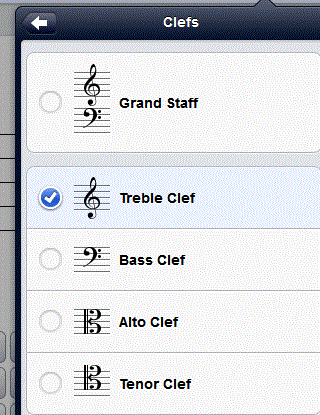 Clefs
Grand Staff
Treble Clef
Bass Clef
Alto Clef
Tenor Clef